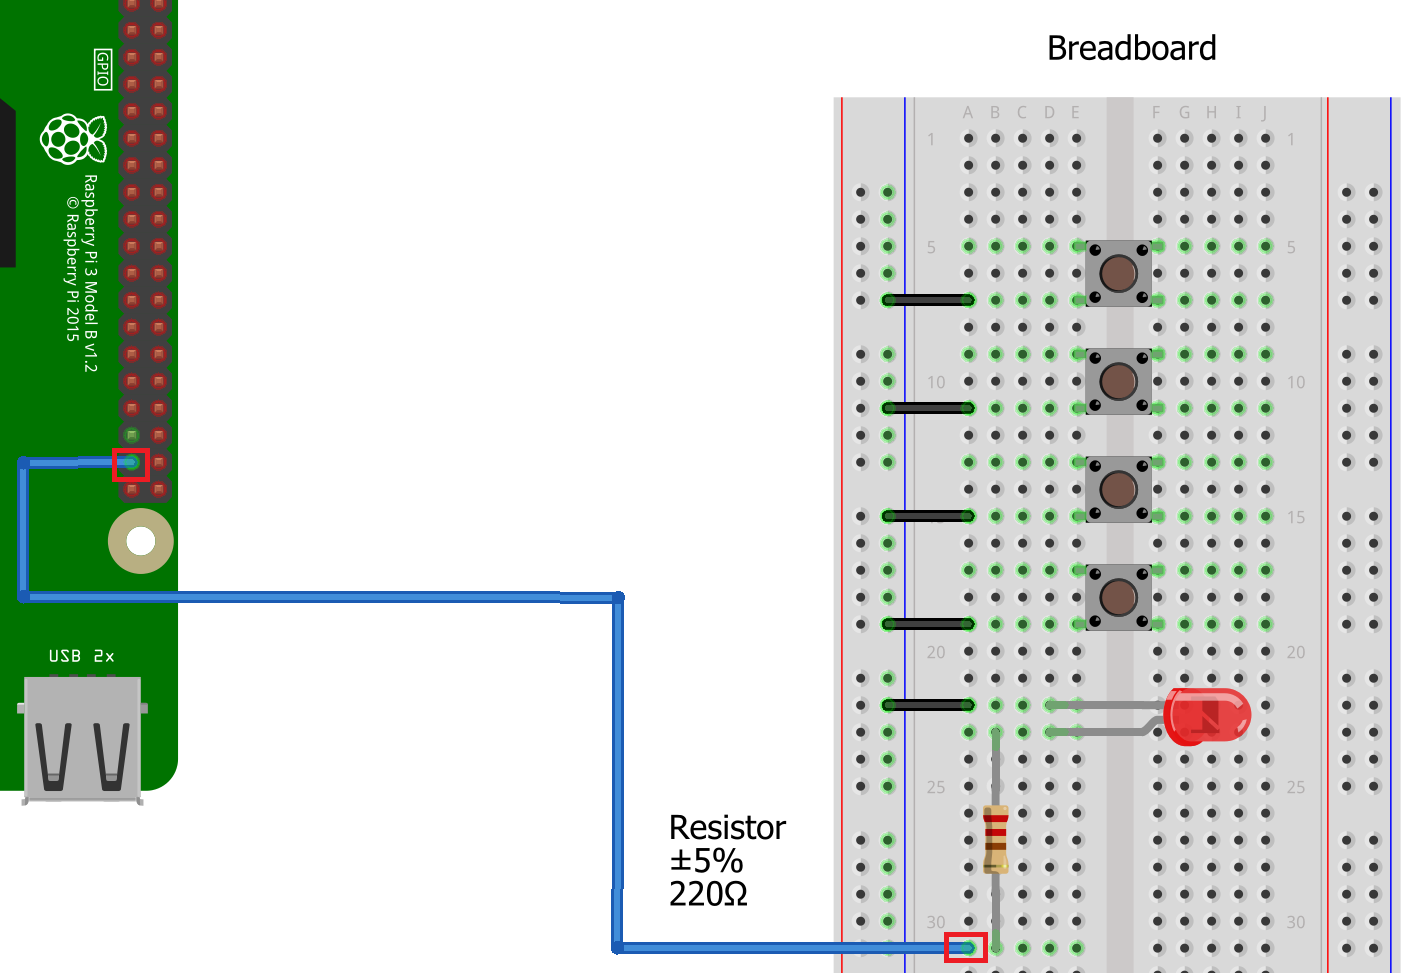 Breadboard
GPIO
Raspberry Pi 3 Model B v1.2
© Raspberry Pi 2015
USB 2x
A B C D E F G H I J
1 1
5 5
10 10
15
20 20
25 25
30 30
Resistor
±5%
220Ω